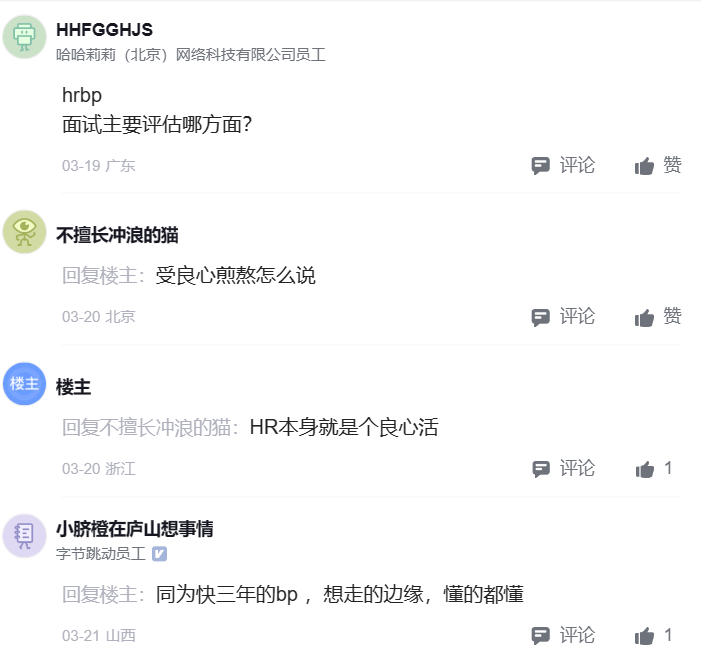 HHFGGHJS
哈哈莉莉（北京）网络科技有限公司员工
hrbp
面试主要评估哪方面？
03-19 广东 评论 赞
不擅长冲浪的猫
回复楼主：受良心煎熬怎么说
03-20 北京 评论 赞
楼主 楼主
回复不擅长冲浪的猫：HR本身就是个良心活
03-20 浙江 评论 1
小脐橙在庐山想事情
字节跳动员工
回复楼主：同为快三年的bp ，想走的边缘，懂的都懂
03-21 山西 评论 1